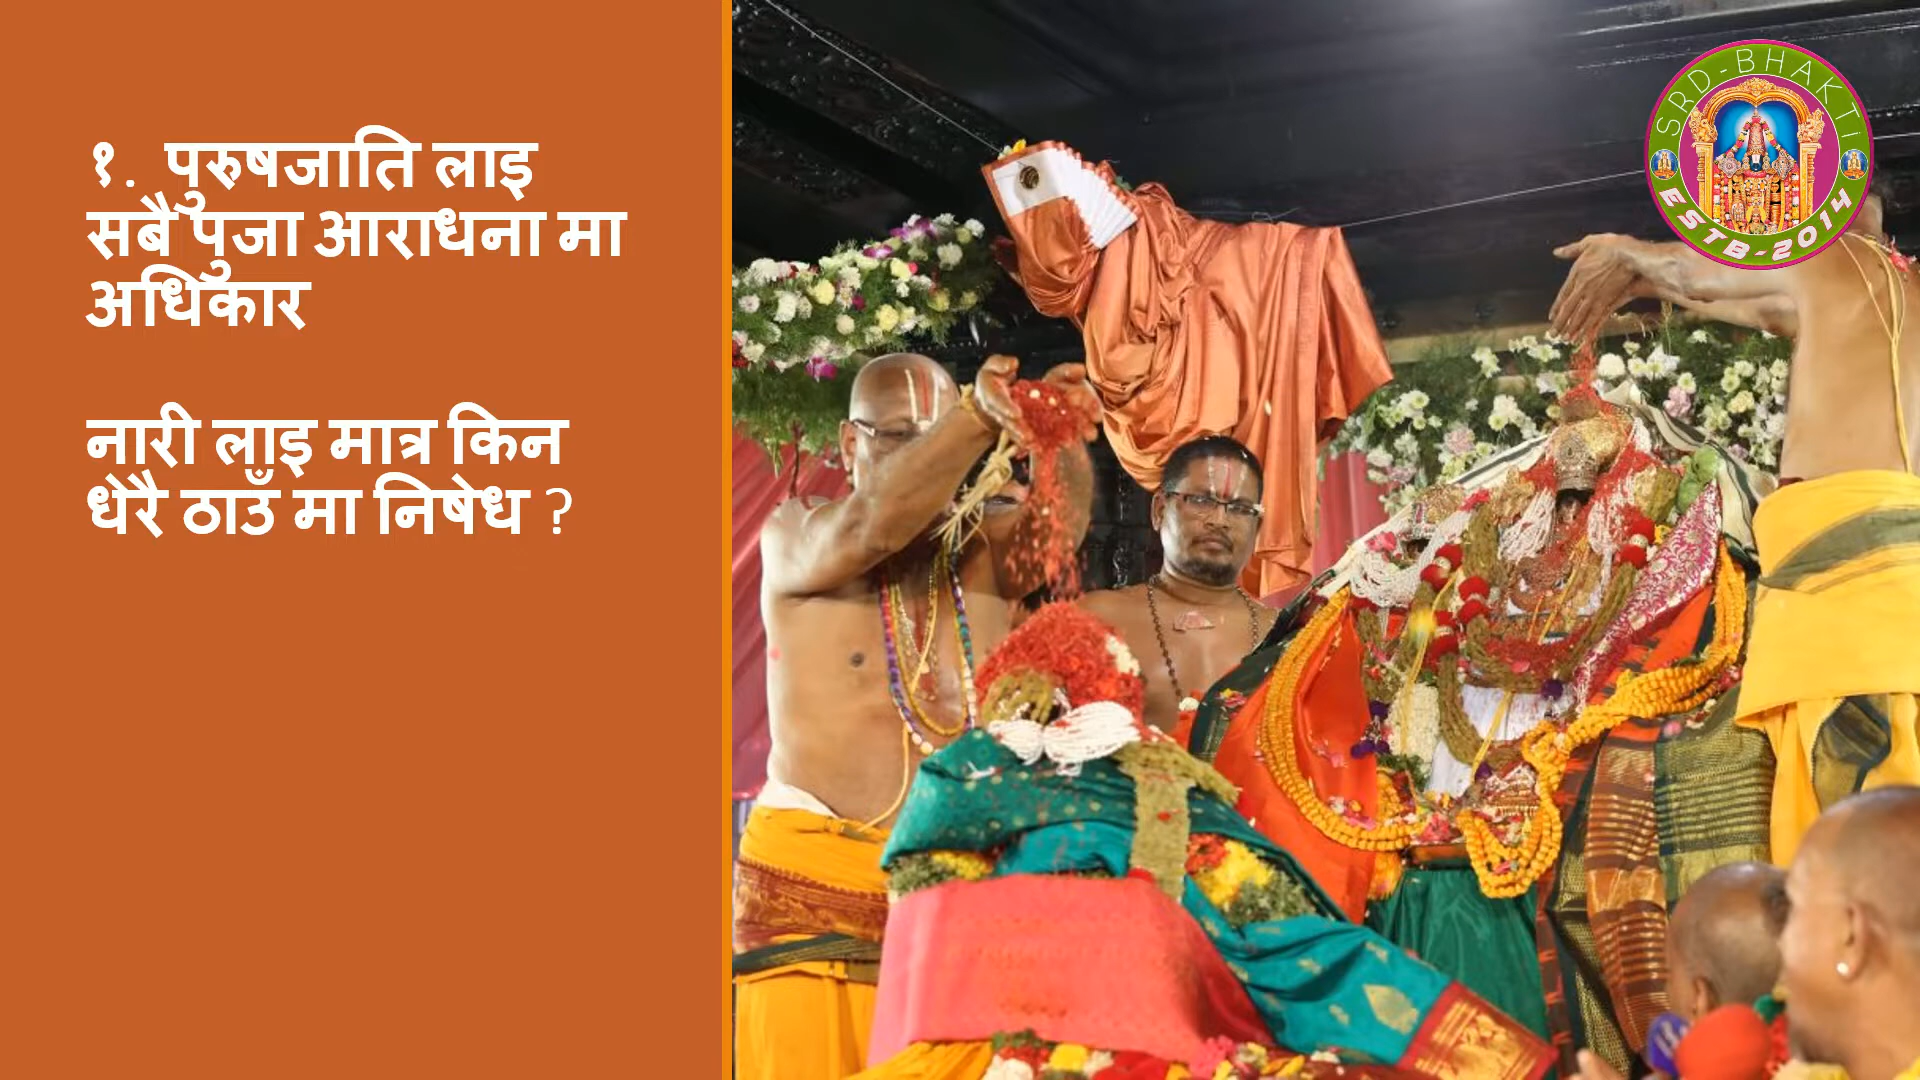 १. पुरुषजाति लाइ
सबै पुजा आराधना मा
अधिकार
नारी लाइ मात्र किन
धेरै ठाउँ मा निषेध ?
SRD-BHAKTI
ESTB-2014